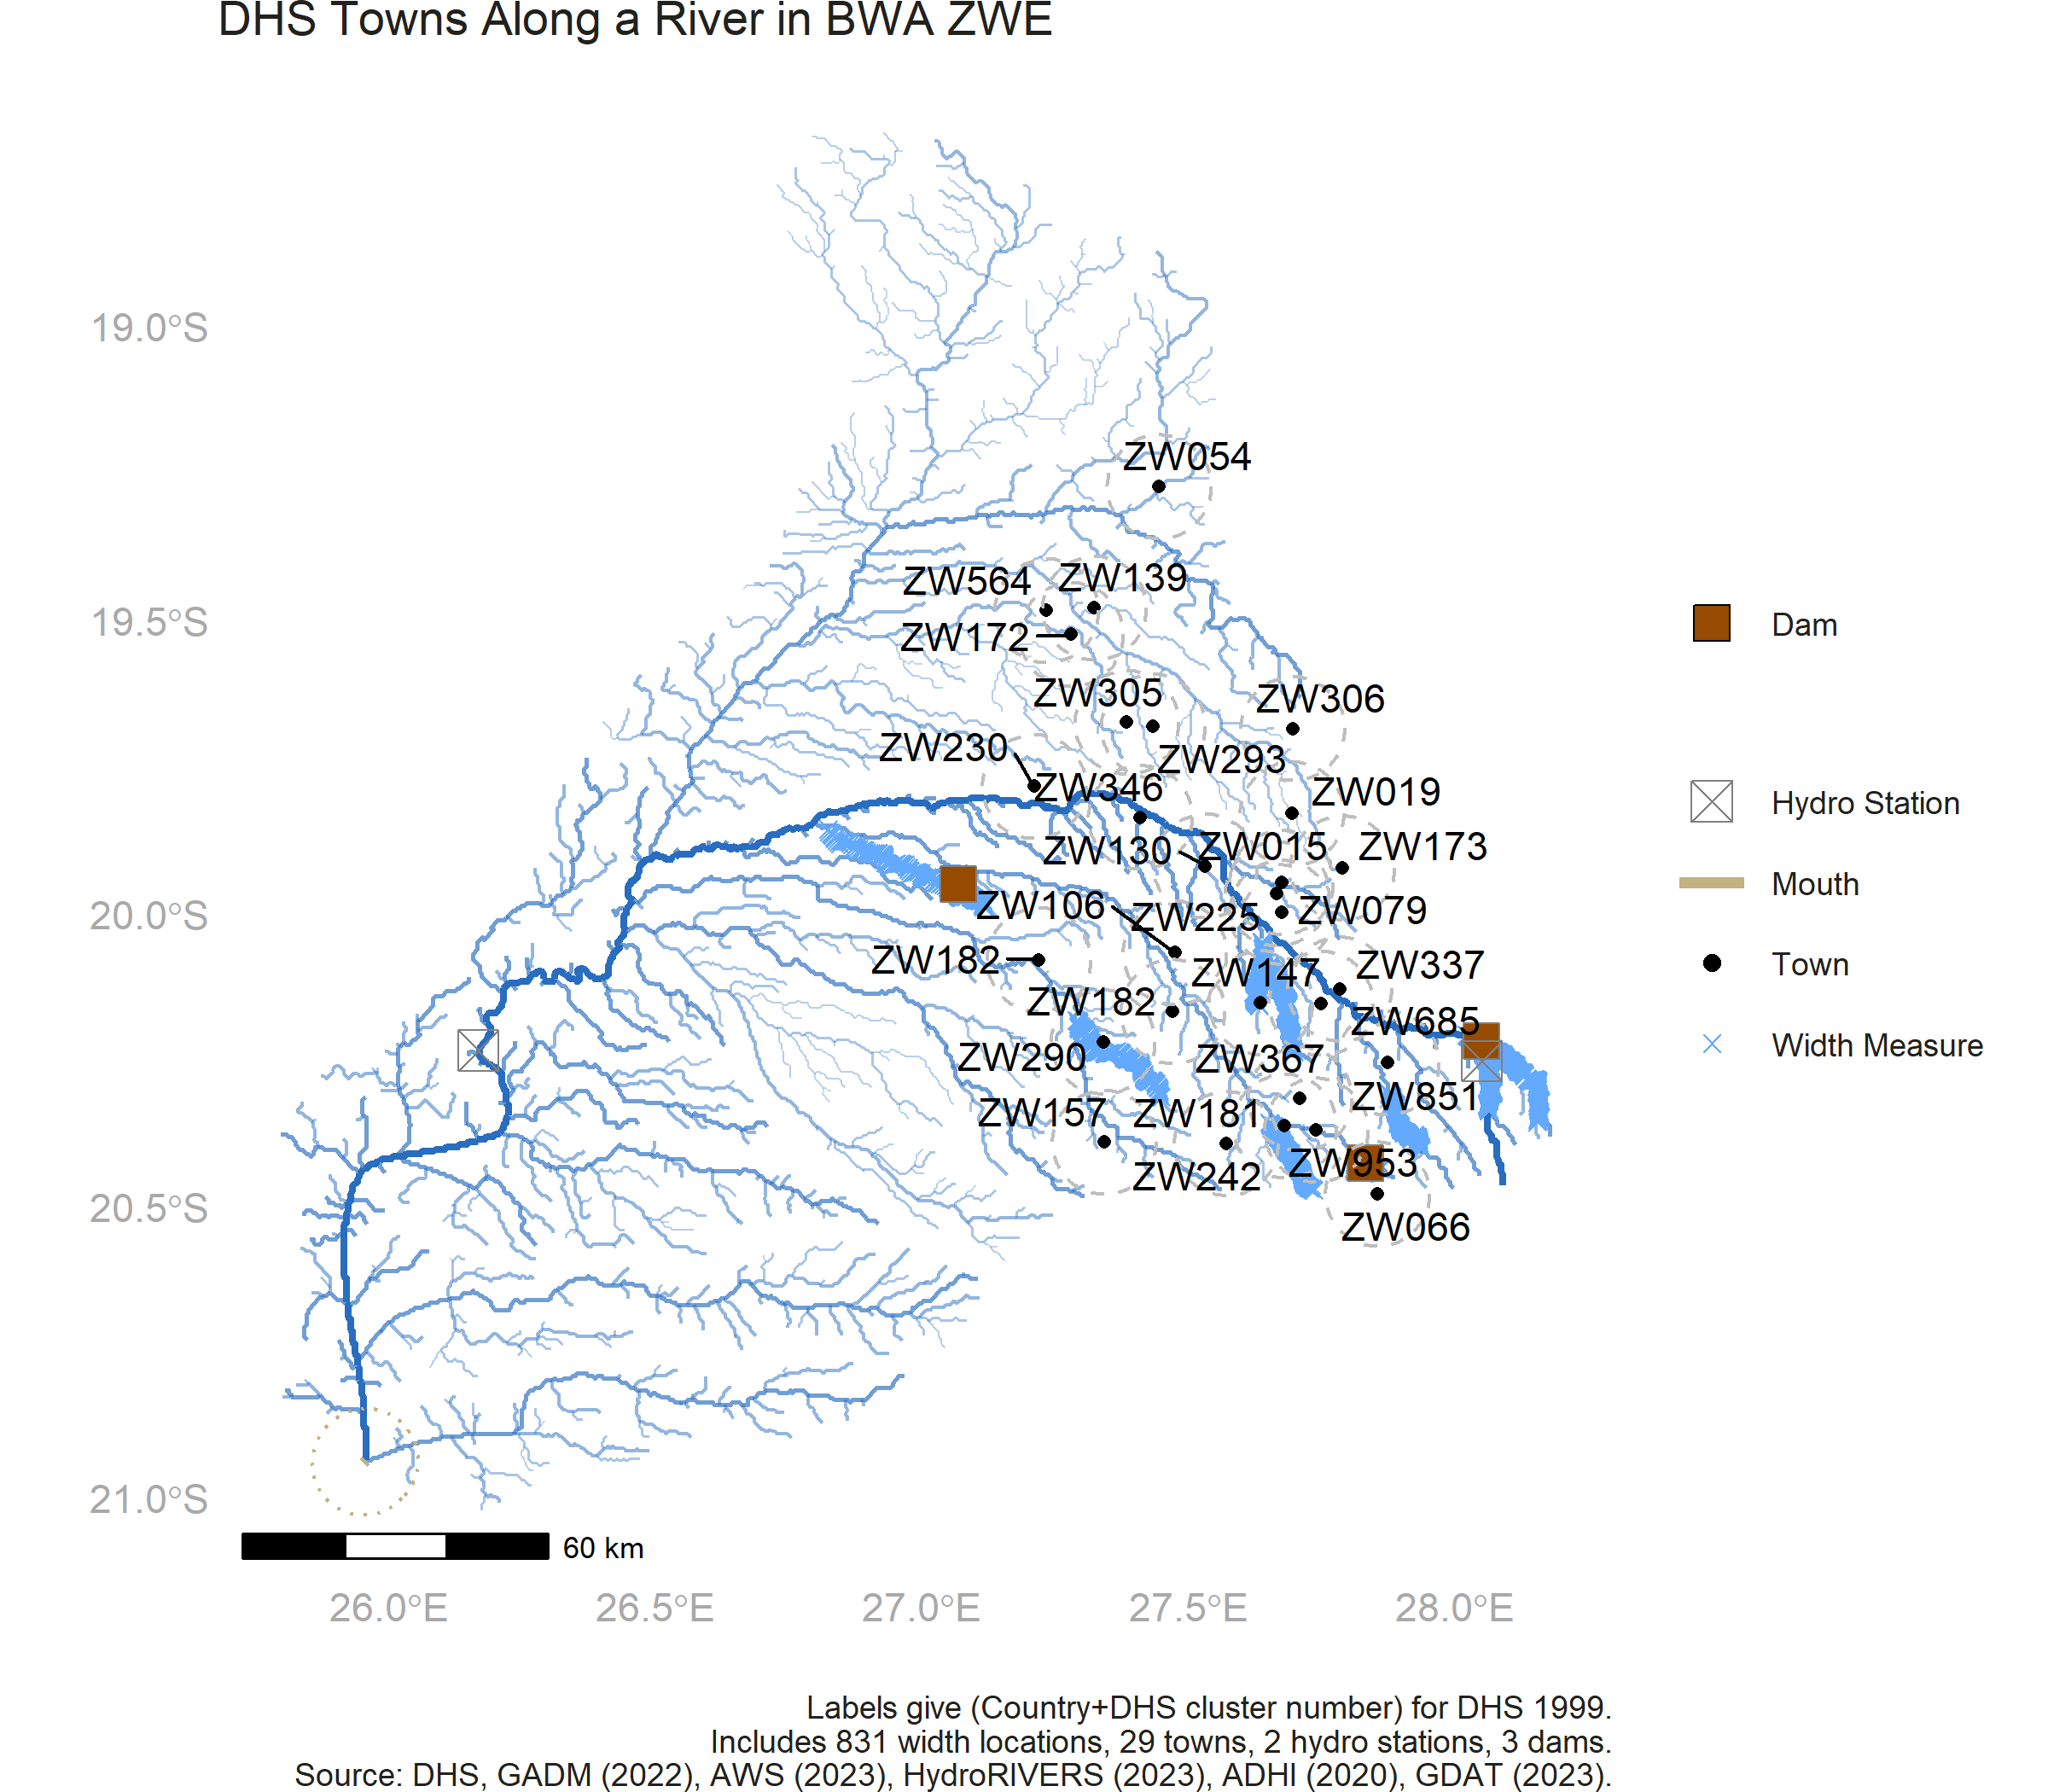 DHS Towns Along a River in BWA ZWE
19.0°S
ZW054
ZW564
ZW139
19.5°S
ZW172
Dam
ZW305
ZW306
ZW230
ZW293
ZW346
ZW019
Hydro Station
ZW130
ZW015
ZW173
Mouth
ZW106
ZW225
ZW079
20.0°S
ZW182
ZW147
ZW337
Town
ZW182
ZW685
ZW290
ZW367
Width Measure
ZW851
ZW157
ZW181
ZW242
ZW953
20.5°S
ZW066
21.0°S
60 km
26.0°E
26.5°E
27.0°E
27.5°E
28.0°E
Labels give (Country+DHS cluster number) for DHS 1999.
Includes 831 width locations, 29 towns, 2 hydro stations, 3 dams.
Source: DHS, GADM (2022), AWS (2023), HydroRIVERS (2023), ADHI (2020), GDAT (2023).